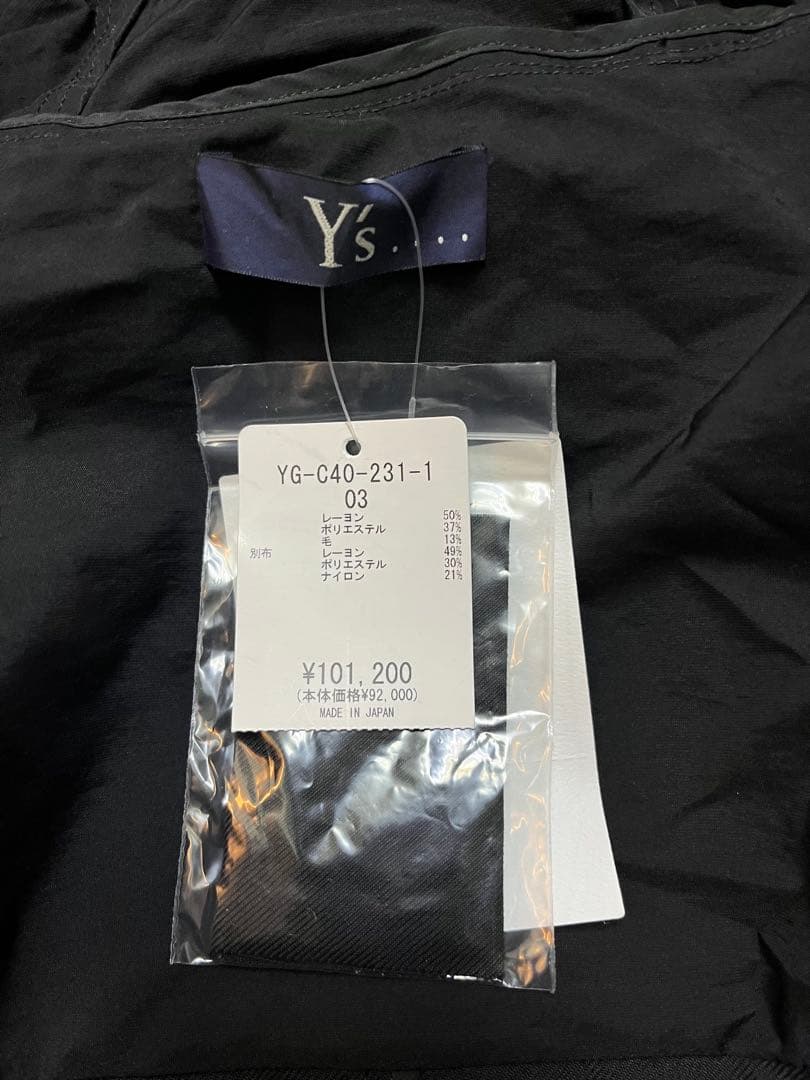 Y's....
YG-C40-231-1
03
レーヨン 50%
ポリエステル 37%
毛 13%
別布 レーヨン 49%
ポリエステル 30%
ナイロン 21%
¥101,200
(本体価格¥92,000)
MADE IN JAPAN